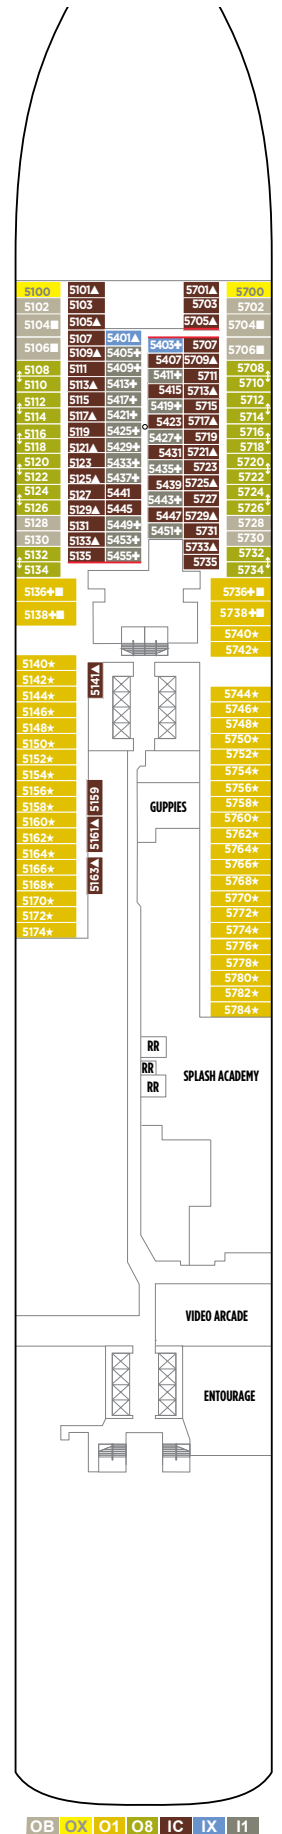 5100 5101▲ 5701▲ 5700
5102 5103 5703 5702
5104■ 5105▲ 5705▲ 5704■
5107 5401▲ 5403✚ 5707
5106■ 5109▲ 5405✚ 5407 5709▲ 5706■
5108 5111 5409✚ 5411✚ 5711 5708
5110 5113▲ 5413✚ 5415 5713▲ 5710
5112 5115 5417✚ 5419✚ 5715 5712
5114 5117▲ 5421✚ 5423 5717▲ 5714
5116 5119 5425✚ 5427✚ 5719 5716
5118 5121▲ 5429✚ 5431 5721▲ 5718
5120 5123 5433✚ 5435✚ 5723 5720
5122 5125▲ 5437✚ 5439 5725▲ 5722
5124 5127 5441 5443✚ 5727 5724
5126 5129▲ 5445 5447 5729▲ 5726
5128 5131 5449✚ 5451✚ 5731 5728
5130 5133▲ 5453✚ 5733▲ 5730
5132 5135 5455✚ 5735 5732
5134 5734
5136✚■ 5736✚■
5138✚■ 5738✚■
5740★
5742★
5140★ 5141▲
5142★
5144★ 5744★
5146★ 5746★
5148★ 5748★
5150★ 5750★
5152★ 5752★
5154★ 5754★
5156★ 5159 5756★
5158★ GUPPIES 5758★
5160★ 5161▲ 5760★
5162★ 5762★
5164★ 5764★
5166★ 5163▲ 5766★
5168★ 5768★
5170★ 5770★
5172★ 5772★
5174★ 5774★
5776★
5778★
5780★
5782★
5784★
RR
RR
RR
SPLASH ACADEMY
VIDEO ARCADE
ENTOURAGE
OB OX O1 O8 IC IX I1